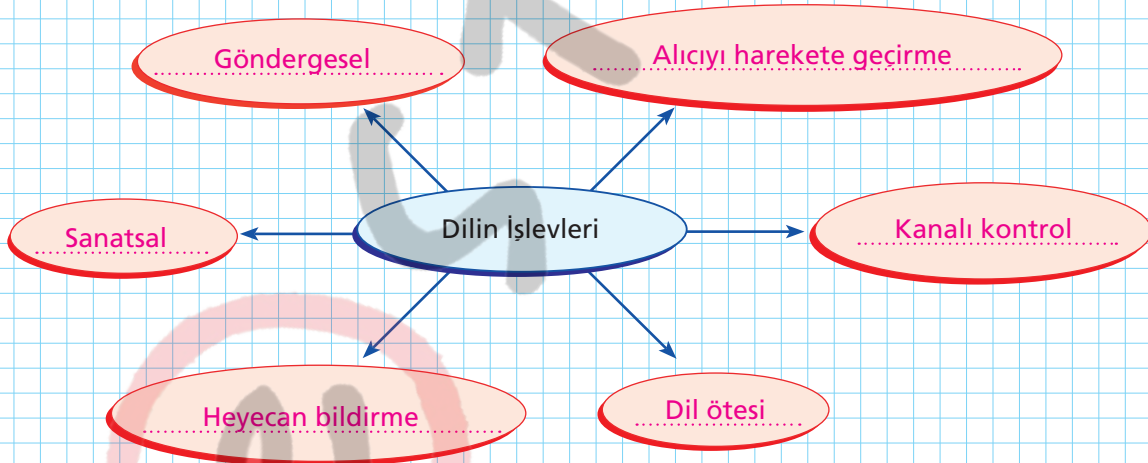 Göndergesel
Alıcıyı harekete geçirme
Sanatsal
Dilin İşlevleri
Kanalı kontrol
Heyecan bildirme
Dil ötesi